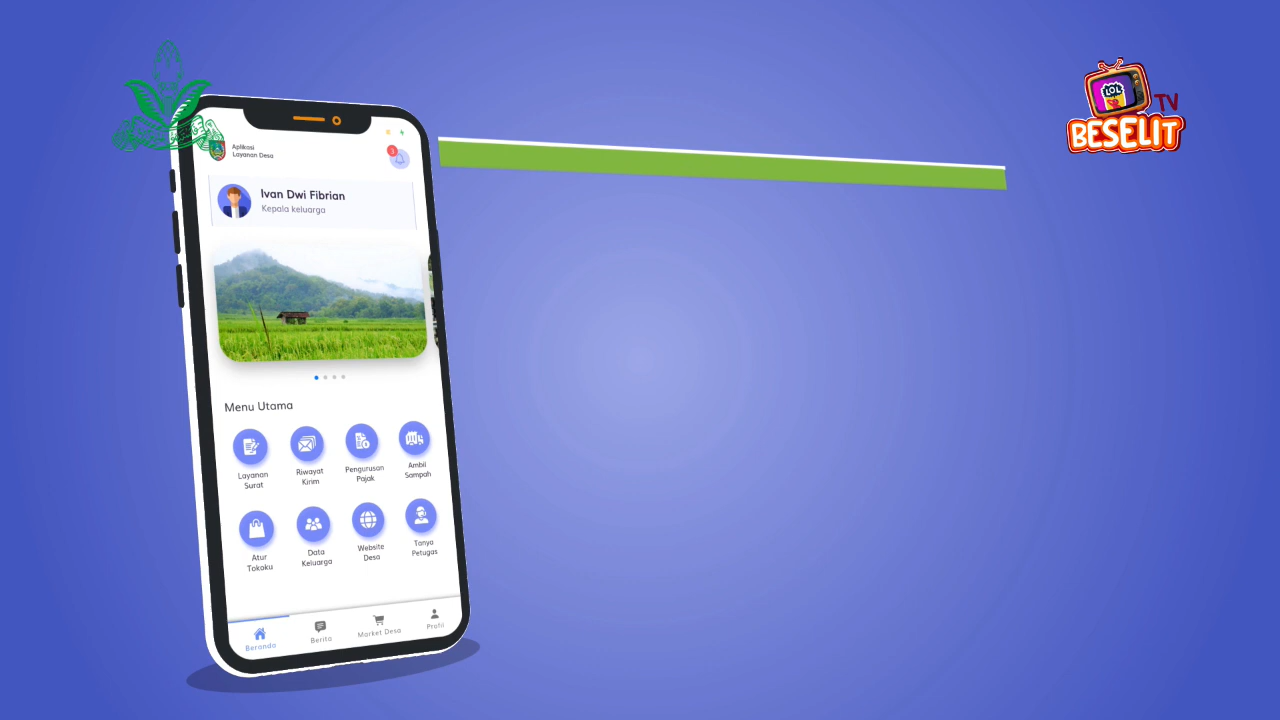 Aplikasi
Layanan Desa
3
Ivan Dwi Fibrian
Kepala keluarga
Menu Utama
Layanan
Surat
Riwayat
Kirim
Pengurusan
Pajak
Ambil
Sampah
Atur
Tokoku
Data
Keluarga
Website
Desa
Tanya
Petugas
Beranda
Berita
Market Desa
Profil
LOL
TV
BESELIT